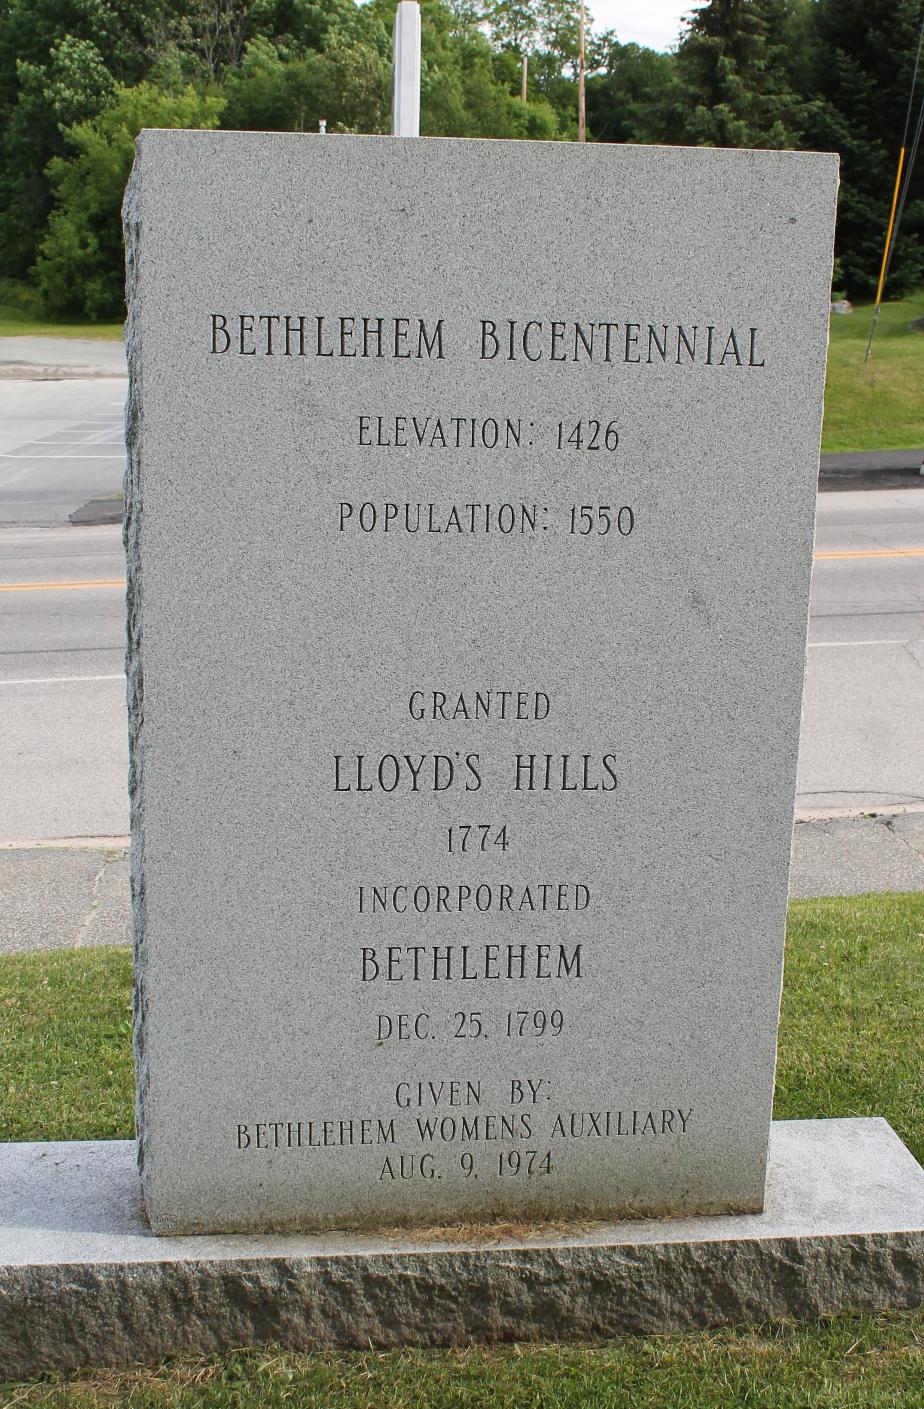 BETHLEHEM BICENTENNIAL
ELEVATION: 1426
POPULATION: 1550
GRANTED
LLOYD'S HILLS
1774
INCORPORATED
BETHLEHEM
DEC. 25, 1799
GIVEN BY:
BETHLEHEM WOMENS AUXILIARY
AUG. 9, 1974